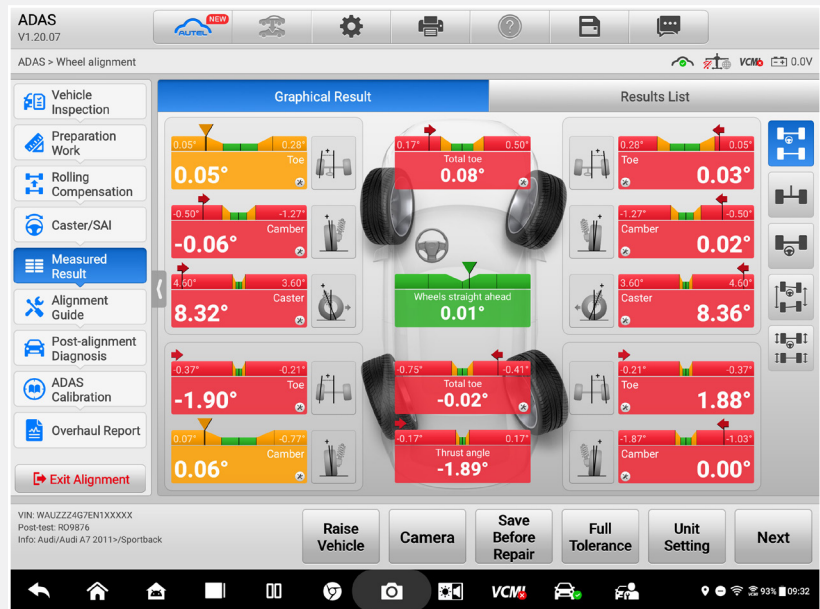 ADAS
V1.20.07
AUTEL
NEW
ADAS > Wheel alignment
VCMI
0.0V
Vehicle
Inspection
Preparation
Work
Rolling
Compensation
Caster/SAI
Measured
Result
Alignment
Guide
Post-alignment
Diagnosis
ADAS
Calibration
Overhaul Report
Exit Alignment
Graphical Result
Results List
0.05° 0.28°
Toe
0.05°
-0.50° -1.27°
Camber
-0.06°
4.60° 3.60°
Caster
8.32°
0.17° 0.50°
Total toe
0.08°
Wheels straight ahead
0.01°
0.28° 0.05°
Toe
0.03°
-1.27° -0.50°
Camber
0.02°
3.60° 4.60°
Caster
8.36°
-0.37° -0.21°
Toe
-1.90°
0.07° -0.77°
Camber
0.06°
-0.75° -0.41°
Total toe
-0.02°
-0.17° 0.17°
Thrust angle
-1.89°
-0.21° -0.37°
Toe
1.88°
-1.87° -1.03°
Camber
0.00°
VIN: WAUZZZ4G7EN1XXXXX
Post-test: RO9876
Info: Audi/Audi A7 2011>/Sportback
Raise
Vehicle
Camera
Save
Before
Repair
Full
Tolerance
Unit
Setting
Next
VCMI
93%
09:32